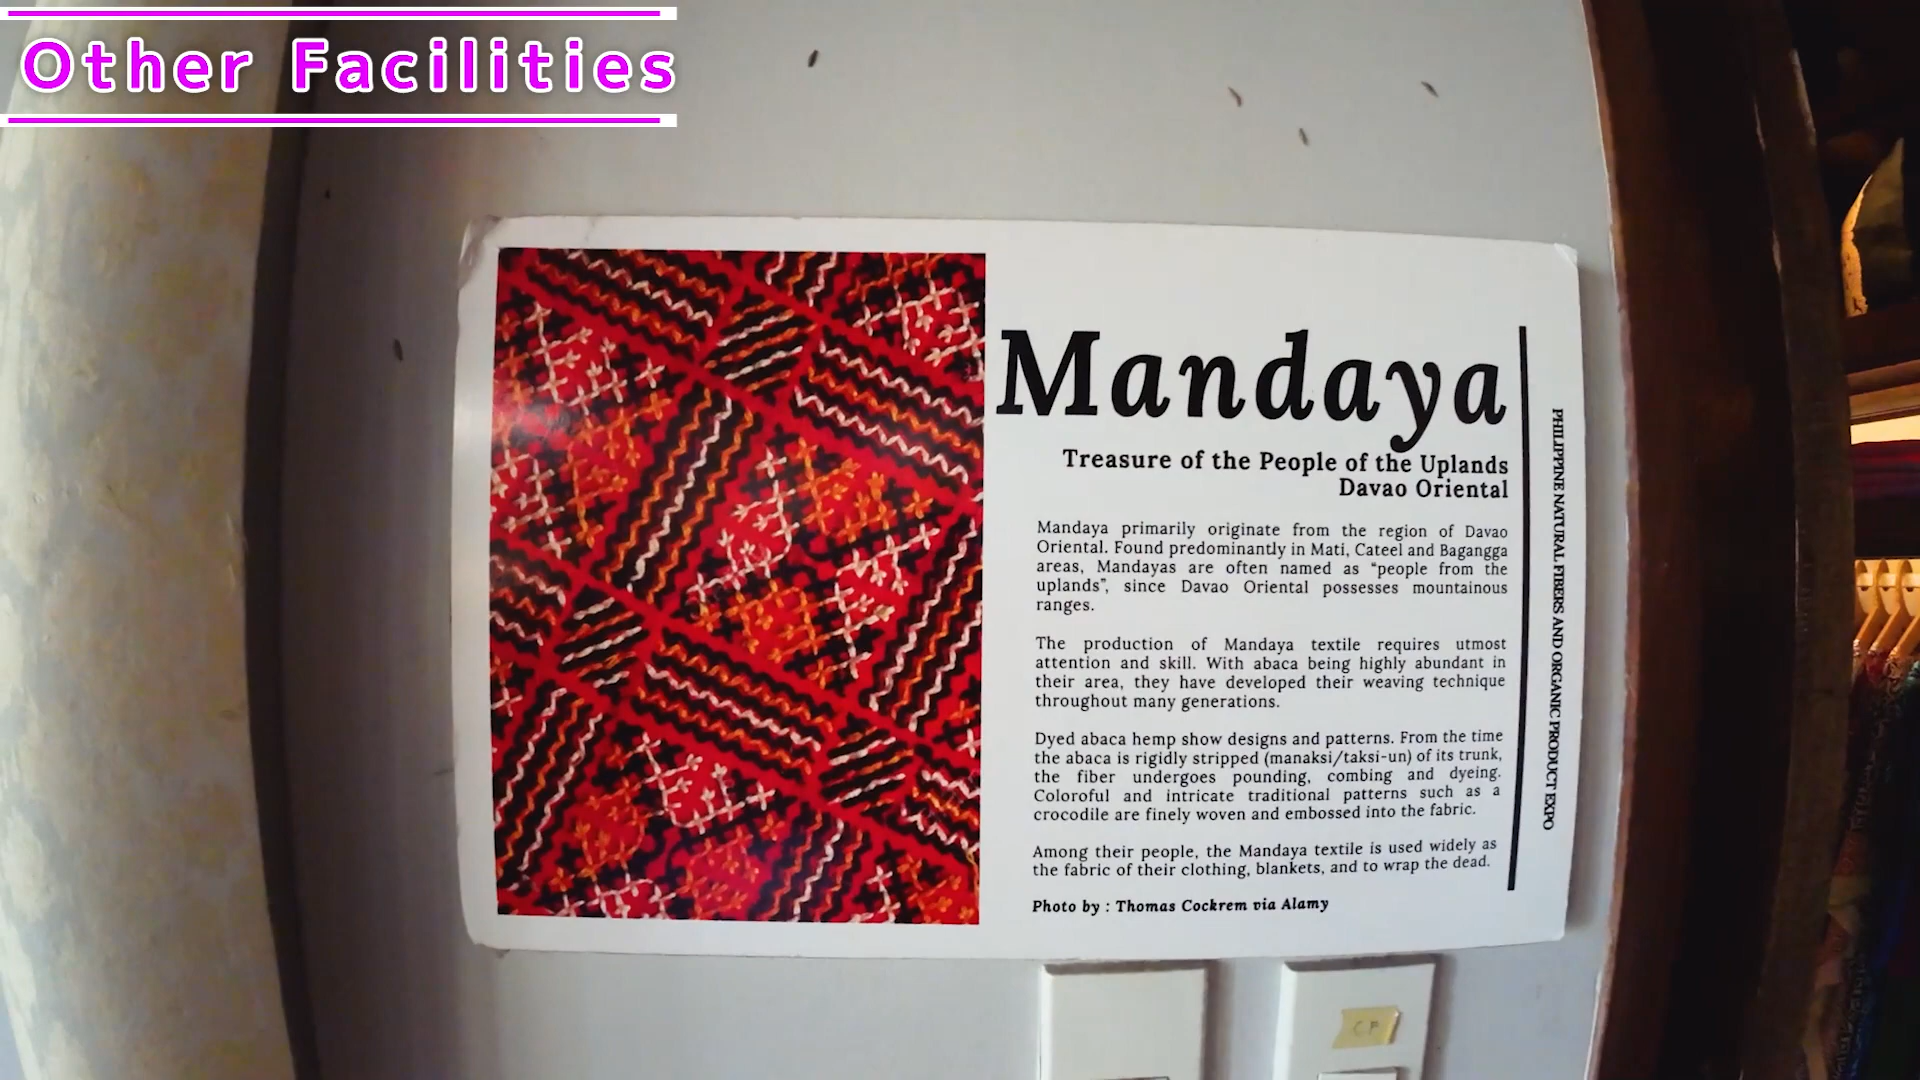 Other Facilities
Mandaya
Treasure of the People of the Uplands
Davao Oriental
Mandaya primarily originate from the region of Davao
Oriental. Found predominantly in Mati, Cateel and Bagangga
areas, Mandayas are often named as “people from the
uplands”, since Davao Oriental possesses mountainous
ranges.
The production of Mandaya textile requires utmost
attention and skill. With abaca being highly abundant in
their area, they have developed their weaving technique
throughout many generations.
Dyed abaca hemp show designs and patterns. From the time
the abaca is rigidly stripped (manaksi/taksi-un) of its trunk,
the fiber undergoes pounding, combing and dyeing.
Coloroful and intricate traditional patterns such as a
crocodile are finely woven and embossed into the fabric.
Among their people, the Mandaya textile is used widely as
the fabric of their clothing, blankets, and to wrap the dead.
Photo by : Thomas Cockrem via Alamy
PHILIPPINE NATURAL FIBERS AND ORGANIC PRODUCT EXPO